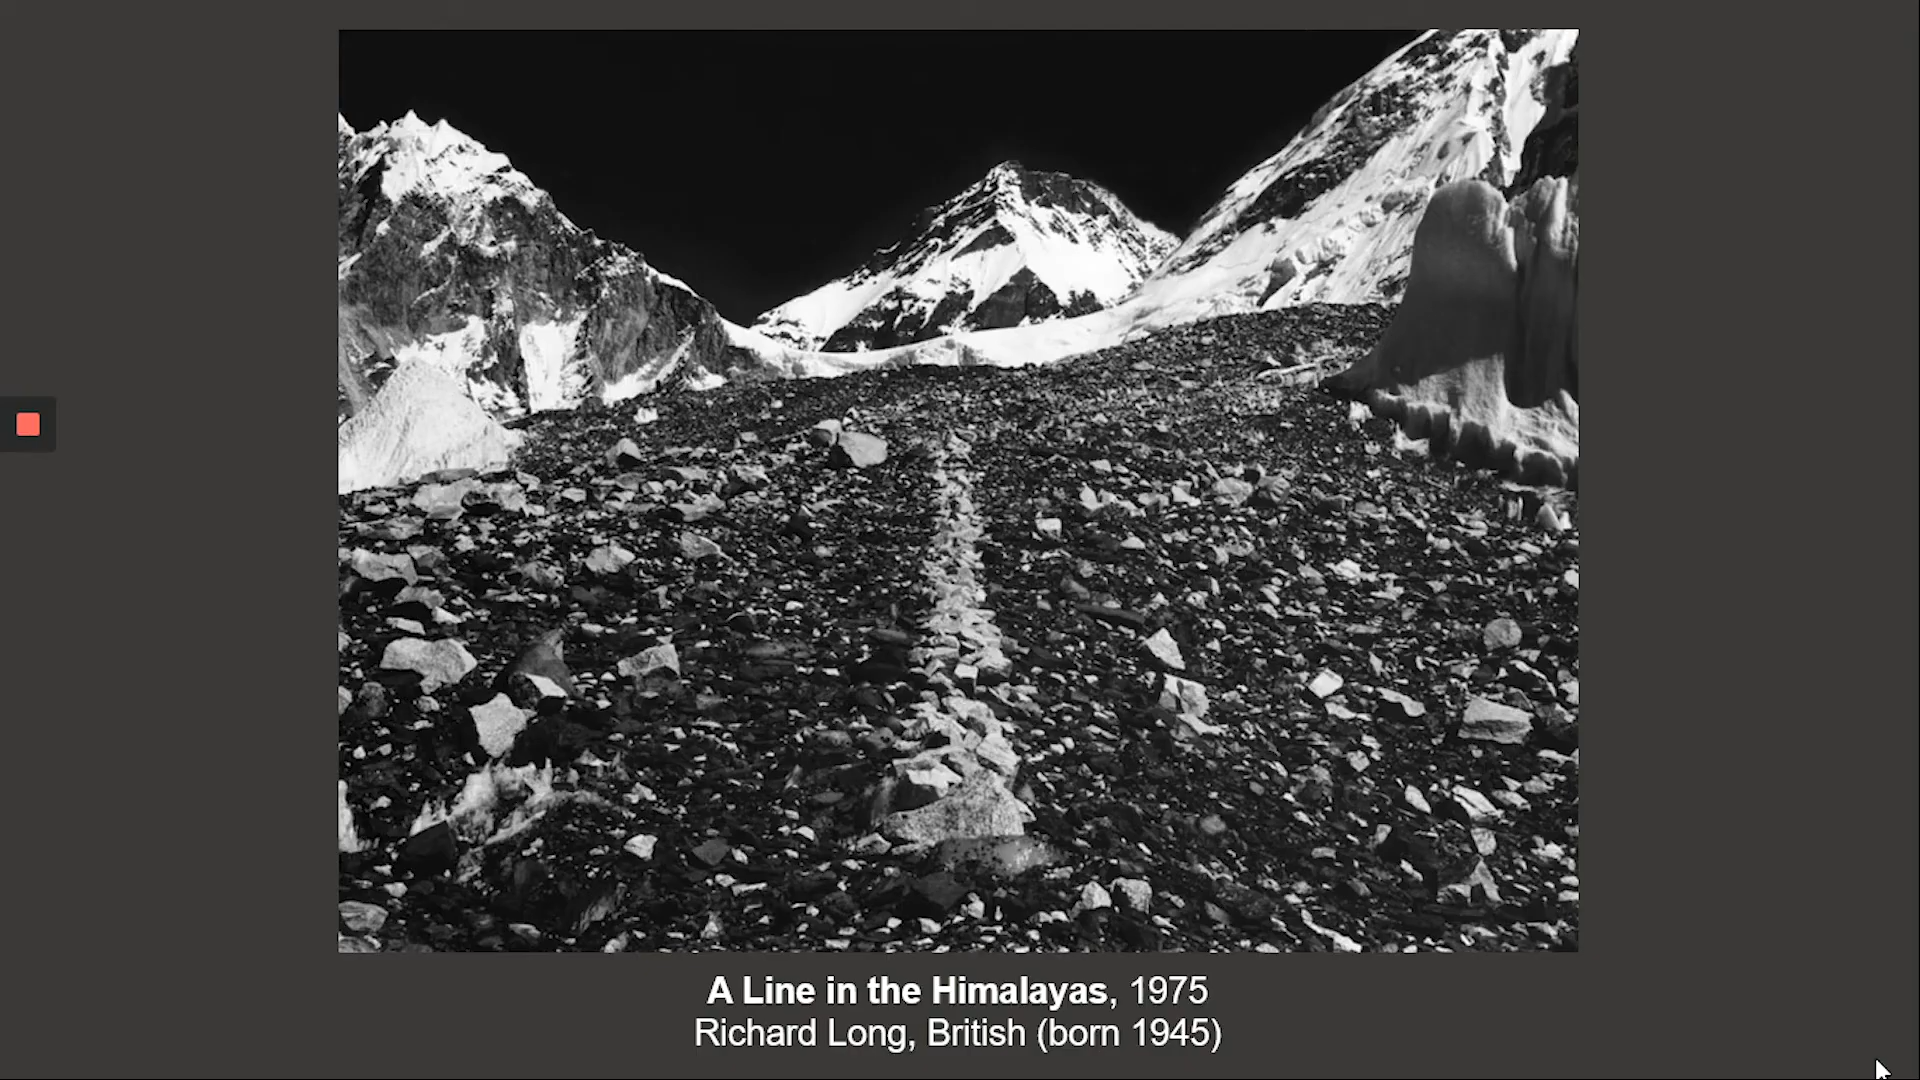 A Line in the Himalayas, 1975
Richard Long, British (born 1945)